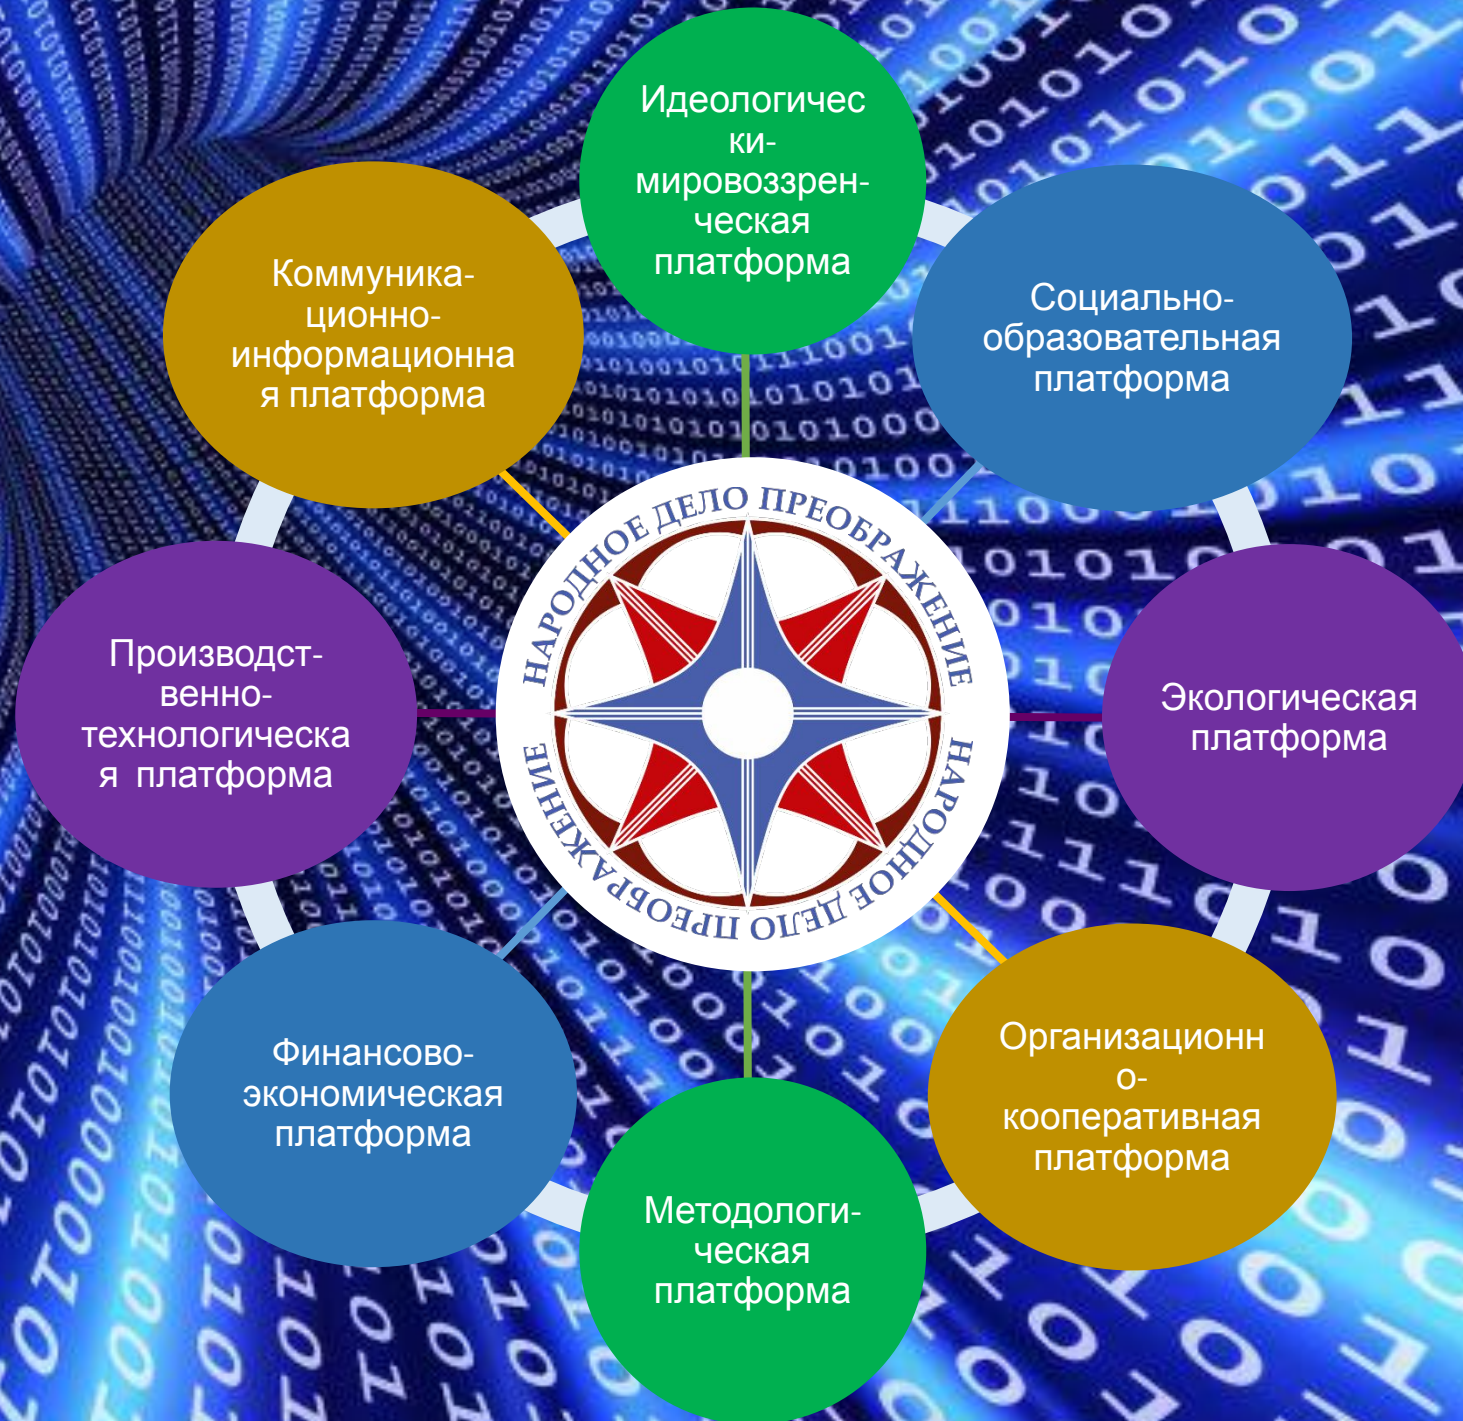 Идеологичес
ки-
мировоззрен-
ческая
платформа
Социально-
образовательная
платформа
Экологическая
платформа
Организационн
о-
кооперативная
платформа
Методологи-
ческая
платформа
Финансово-
экономическая
платформа
Производст-
венно-
технологическа
я платформа
Коммуника-
ционно-
информационна
я платформа
НАРОДНОЕ ДЕЛО ПРЕОБРАЖЕНИЕ
НАРОДНОЕ ДЕЛО ПРЕОБРАЖЕНИЕ